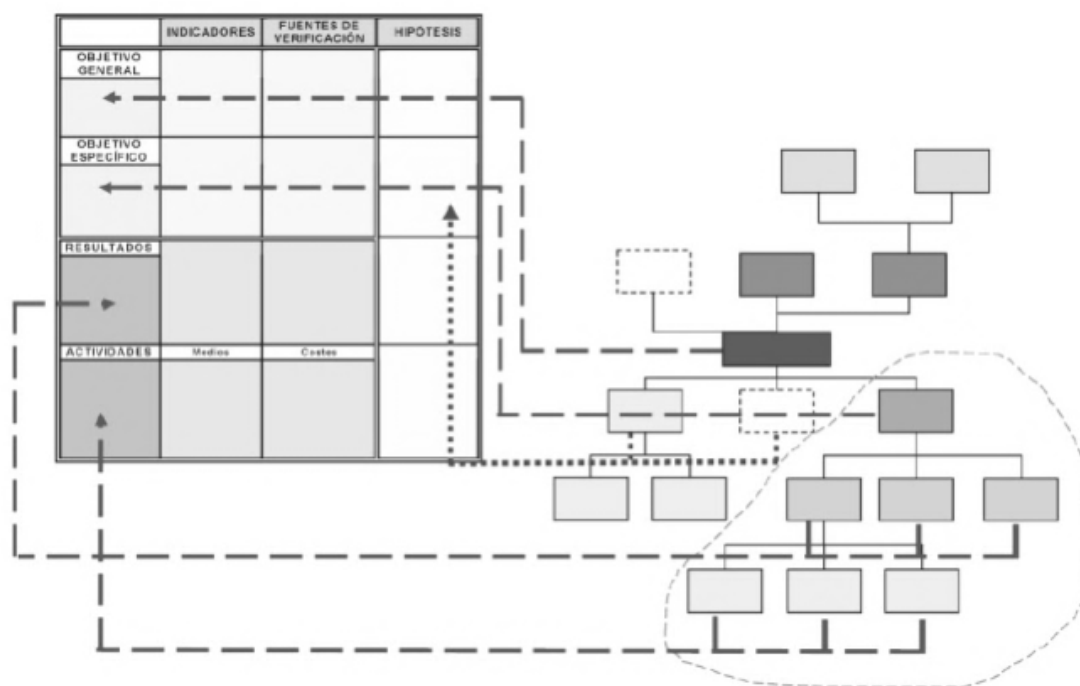 INDICADORES
FUENTES DE
VERIFICACIÓN
HIPÓTESIS
OBJETIVO
GENERAL
OBJETIVO
ESPECÍFICO
RESULTADOS
ACTIVIDADES
Medios
Costes